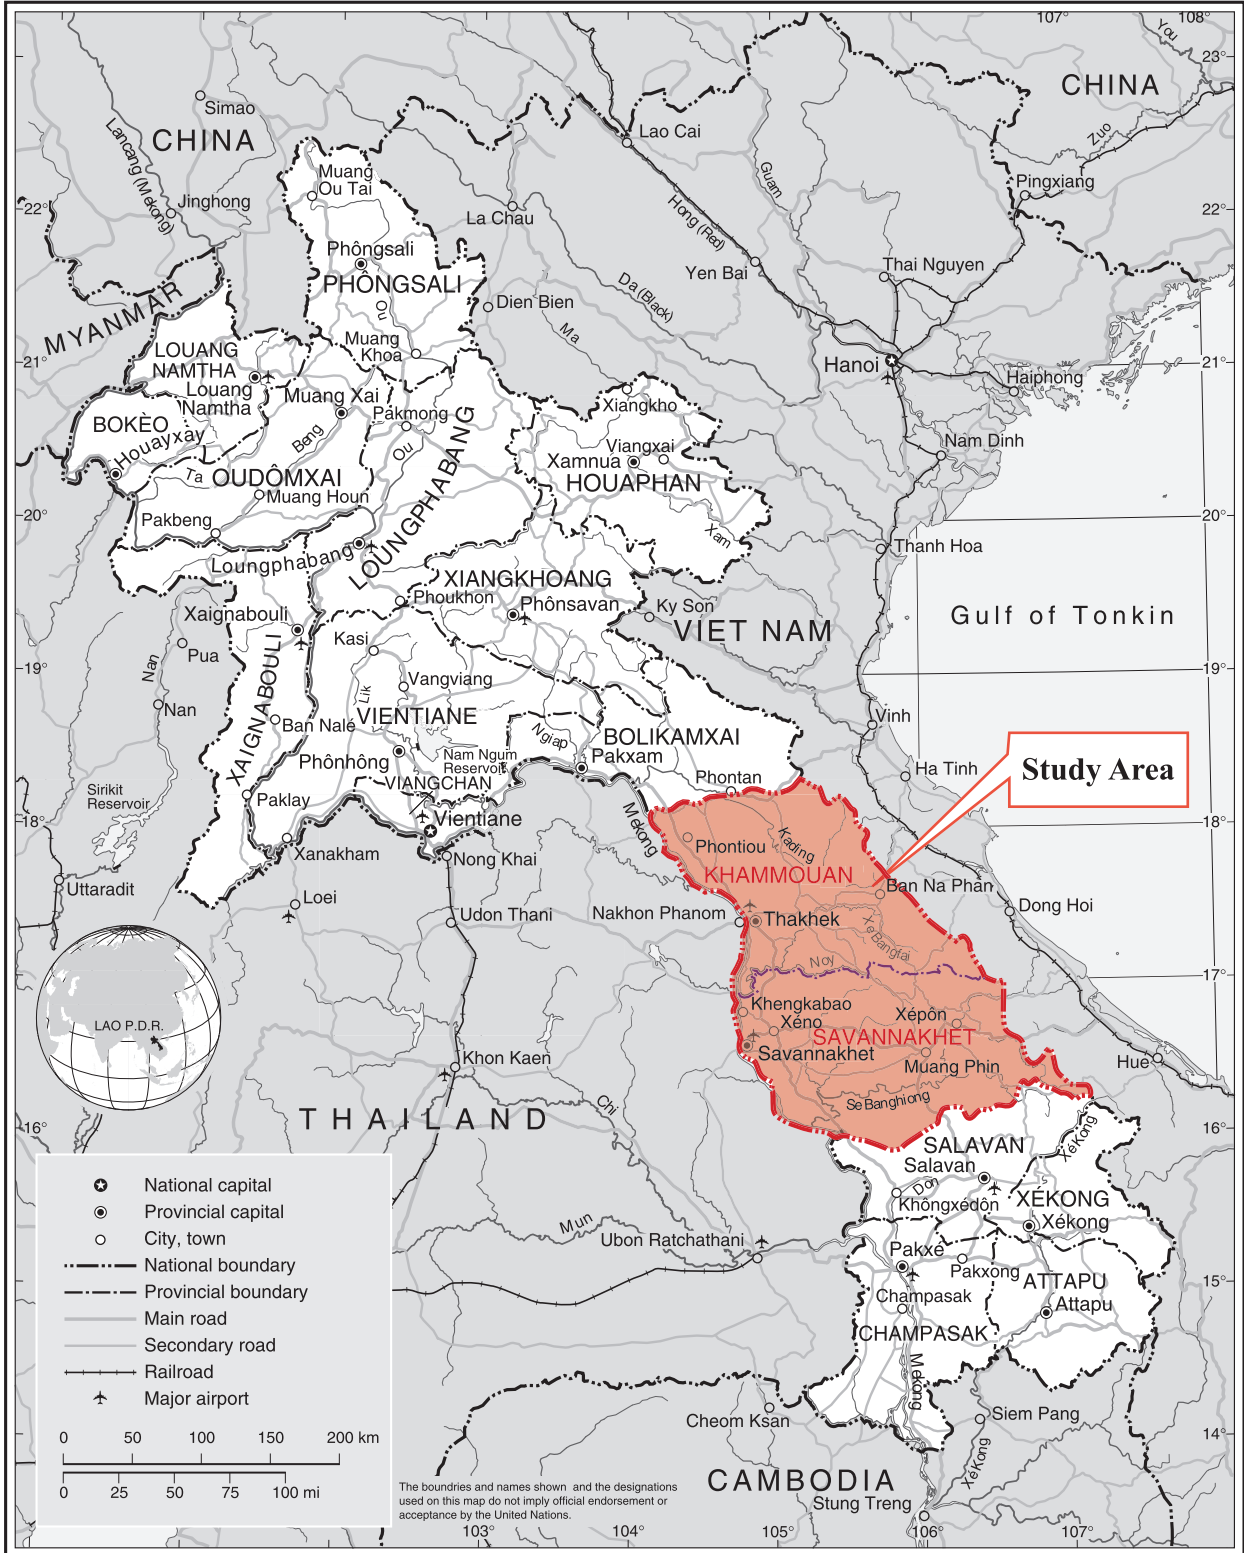 107°
108°
You
23°
CHINA
Simao
Lao Cai
Zuo
CHINA
Lancang (Mekong)
Guam
Muang
Ou Tai
Pingxiang
Jinghong
22°
La Chau
Hong (Red)
22°
Phôngsali
Yen Bai
Thai Nguyen
PHÔNGSALI
Da (Black)
Dien Bien
MYANMAR
Nu
Ma
Muang
Khoa
LOUANG
NAMTHA
21°
Hanoi
21°
Louang
Namtha
Muang Xai
Haiphong
Pakmong
Xiangkho
BOKÈO
Houayxay
Beng
Ou
LOUNGPHABANG
Nam Dinh
Viangxai
Xamnua
Ta
OUDÔMXAI
HOUAPHAN
Muang Houn
20°
Pakbeng
20°
Xam
Thanh Hoa
Loungphabang
XIANGKHOANG
Phoukhon
Phônsavan
Ky Son
Xaignabouli
VIET NAM
Gulf of Tonkin
Kasi
Pua
Nan
19°
19°
XAIGNABOULI
Vangviang
Lik
Nan
Ban Nale
VIENTIANE
Vinh
Ngiap
BOLIKAMXAI
Phônhông
Nam Ngum
Reservoir
Pakxam
Study Area
Ha Tinh
VIANGCHAN
Phontan
Sirikit
Reservoir
Paklay
Mekong
18°
Vientiane
18°
Kading
Phontiou
Xanakham
Nong Khai
KHAMMOUAN
Uttaradit
Ban Na Phan
Loei
Udon Thani
Nakhon Phanom
Thakhek
Dong Hoi
Xe Bangfai
Noy
17°
17°
LAO P.D.R.
Khengkabao
Xéno
Xépôn
SAVANNAKHET
Savannakhet
Khon Kaen
Muang Phin
Hue
Chi
Se Banghiong
THAILAND
16°
16°
XéKong
SALAVAN
Salavan
Don
Khôngxédôn
XÉKONG
Xékong
National capital
Provincial capital
City, town
National boundary
Provincial boundary
Main road
Secondary road
Railroad
Major airport
Mun
Ubon Ratchathani
Pakxé
Pakxong
ATTAPU
15°
Champasak
Attapu
CHAMPASAK
Mekong
Cheom Ksan
Siem Pang
0 50 100 150 200 km
0 25 50 75 100 mi
14°
XéKong
CAMBODIA
Stung Treng
The boundries and names shown and the designations
used on this map do not imply official endorsement or
acceptance by the United Nations.
103°
104°
105°
106°
107°